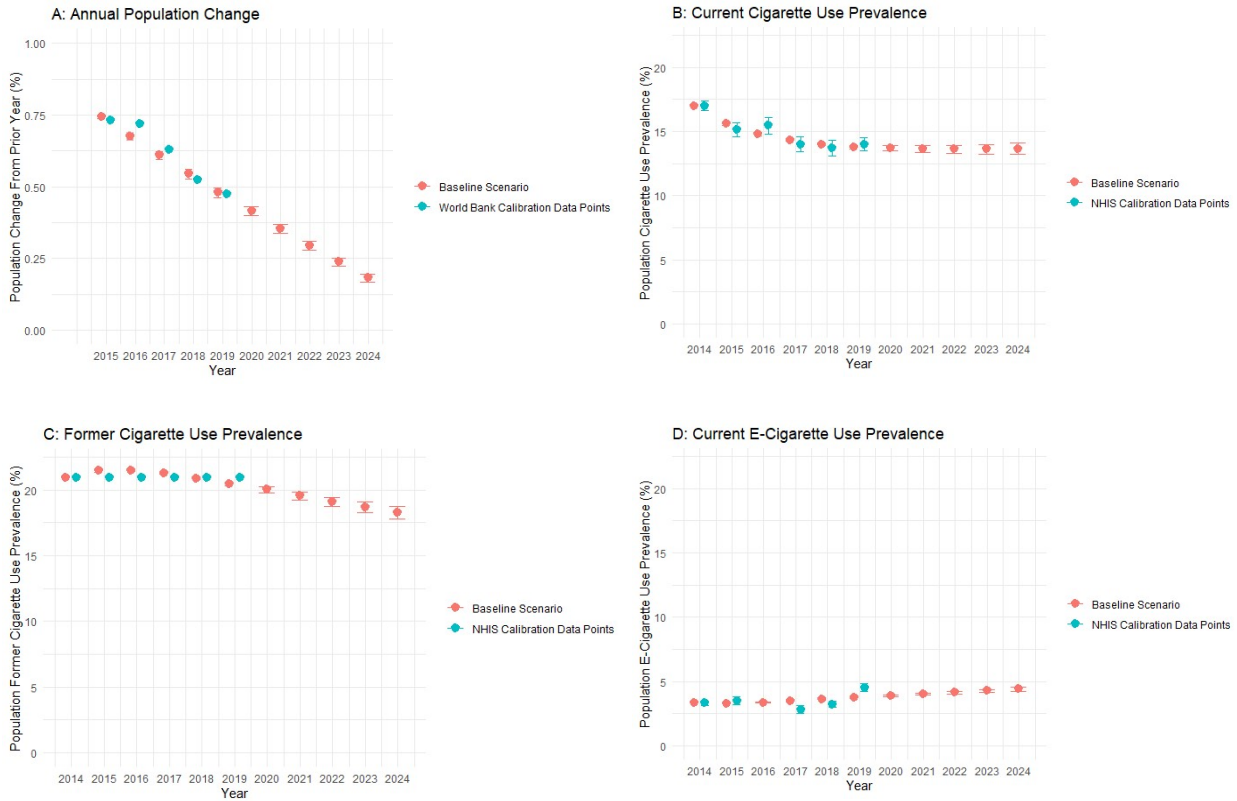 A: Annual Population Change
Population Change From Prior Year (%)
1.00
0.75
0.50
0.25
0.00
2015 2016 2017 2018 2019 2020 2021 2022 2023 2024
Year
Baseline Scenario
World Bank Calibration Data Points
B: Current Cigarette Use Prevalence
Population Cigarette Use Prevalence (%)
20
15
10
5
0
2014 2015 2016 2017 2018 2019 2020 2021 2022 2023 2024
Year
Baseline Scenario
NHIS Calibration Data Points
C: Former Cigarette Use Prevalence
Population Former Cigarette Use Prevalence (%)
20
15
10
5
0
2014 2015 2016 2017 2018 2019 2020 2021 2022 2023 2024
Year
Baseline Scenario
NHIS Calibration Data Points
D: Current E-Cigarette Use Prevalence
Population E-Cigarette Use Prevalence (%)
20
15
10
5
0
2014 2015 2016 2017 2018 2019 2020 2021 2022 2023 2024
Year
Baseline Scenario
NHIS Calibration Data Points